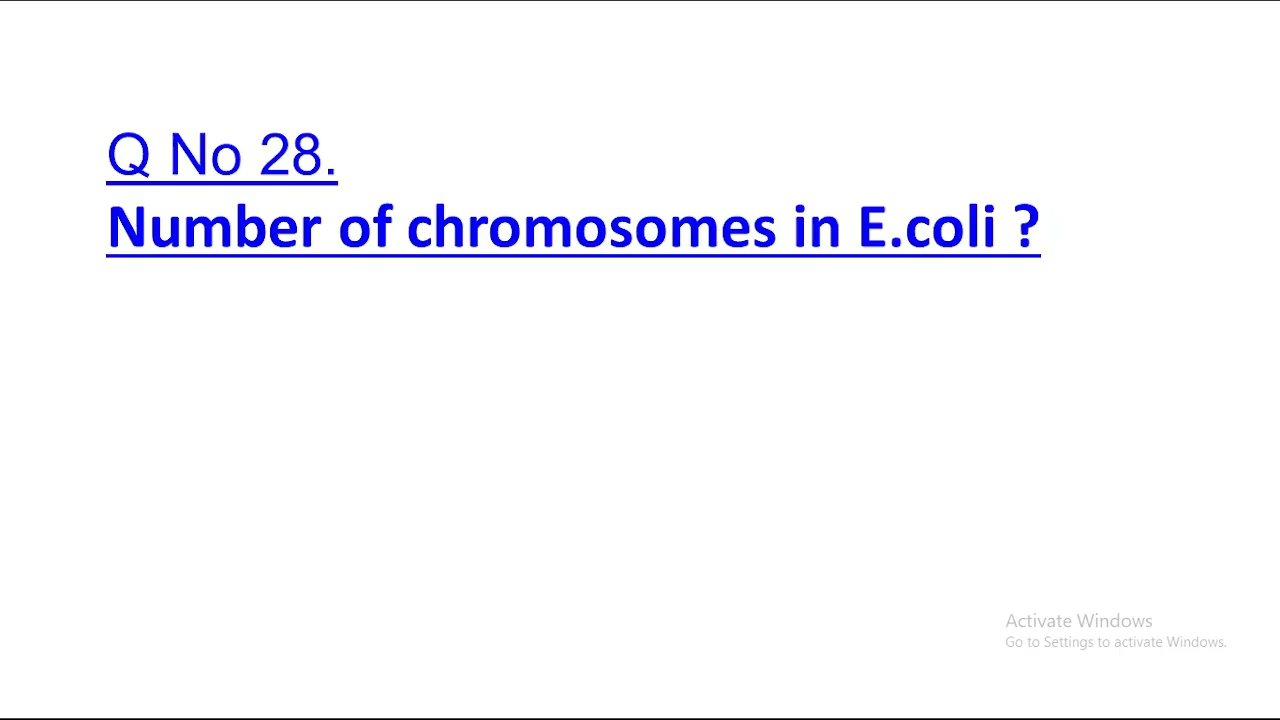 Q No 28.
Number of chromosomes in E.coli ?
Activate Windows
Go to Settings to activate Windows.